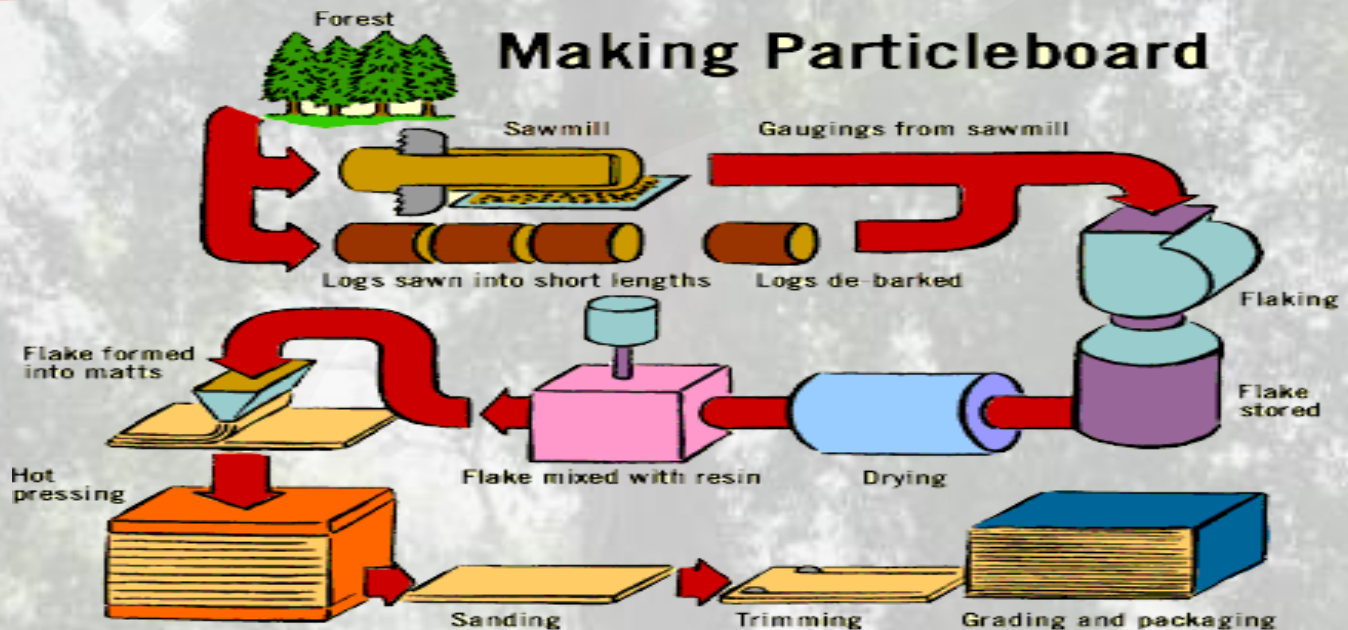 Forest
Making Particleboard
Sawmill
Gaugings from sawmill
Logs sawn into short lengths
Logs de-barked
Flaking
Flake formed
into matts
Flake
stored
Flake mixed with resin
Drying
Hot
pressing
Sanding
Trimming
Grading and packaging